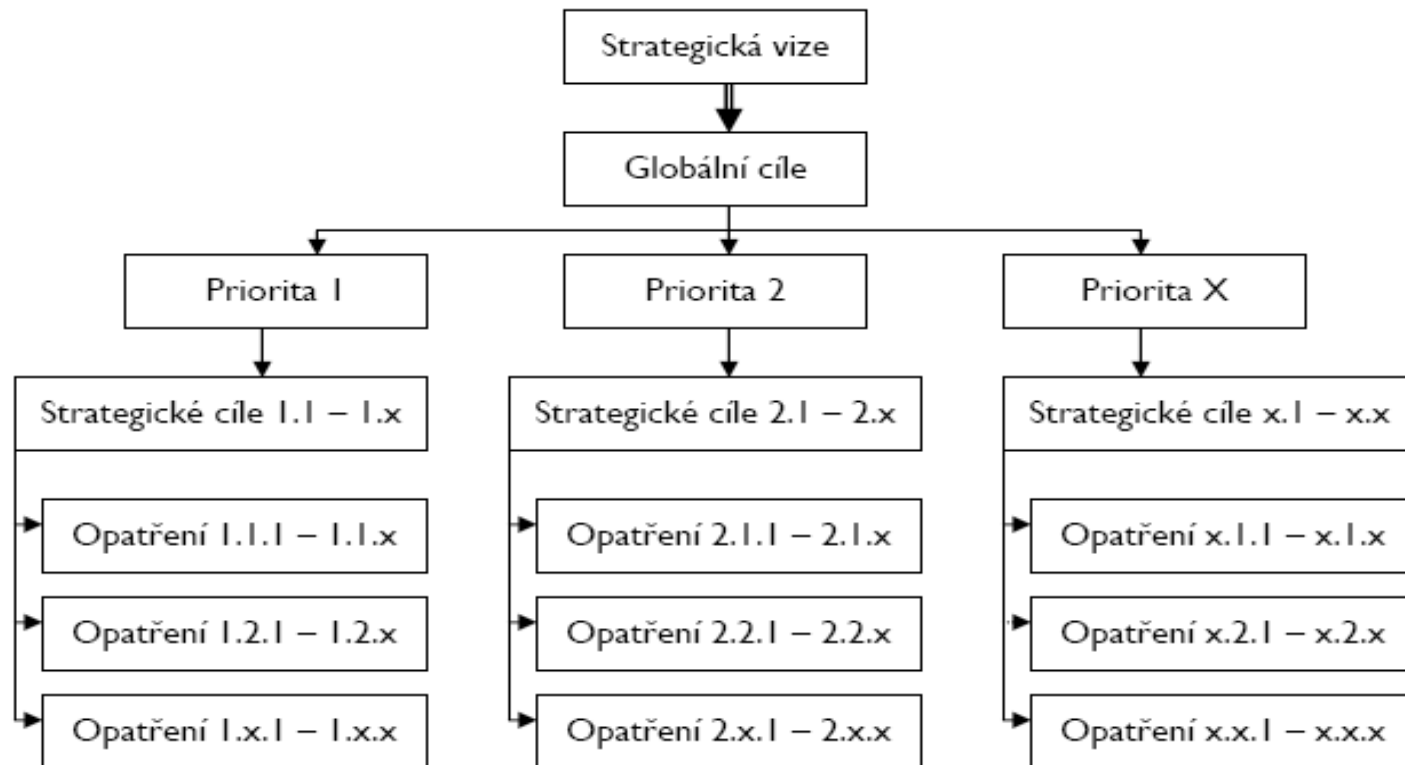 Strategická vize
Globální cíle
Priorita 1
Priorita 2
Priorita X
Strategické cíle 1.1 – 1.x
Strategické cíle 2.1 – 2.x
Strategické cíle x.1 – x.x
Opatření 1.1.1 – 1.1.x
Opatření 2.1.1 – 2.1.x
Opatření x.1.1 – x.1.x
Opatření 1.2.1 – 1.2.x
Opatření 2.2.1 – 2.2.x
Opatření x.2.1 – x.2.x
Opatření 1.x.1 – 1.x.x
Opatření 2.x.1 – 2.x.x
Opatření x.x.1 – x.x.x